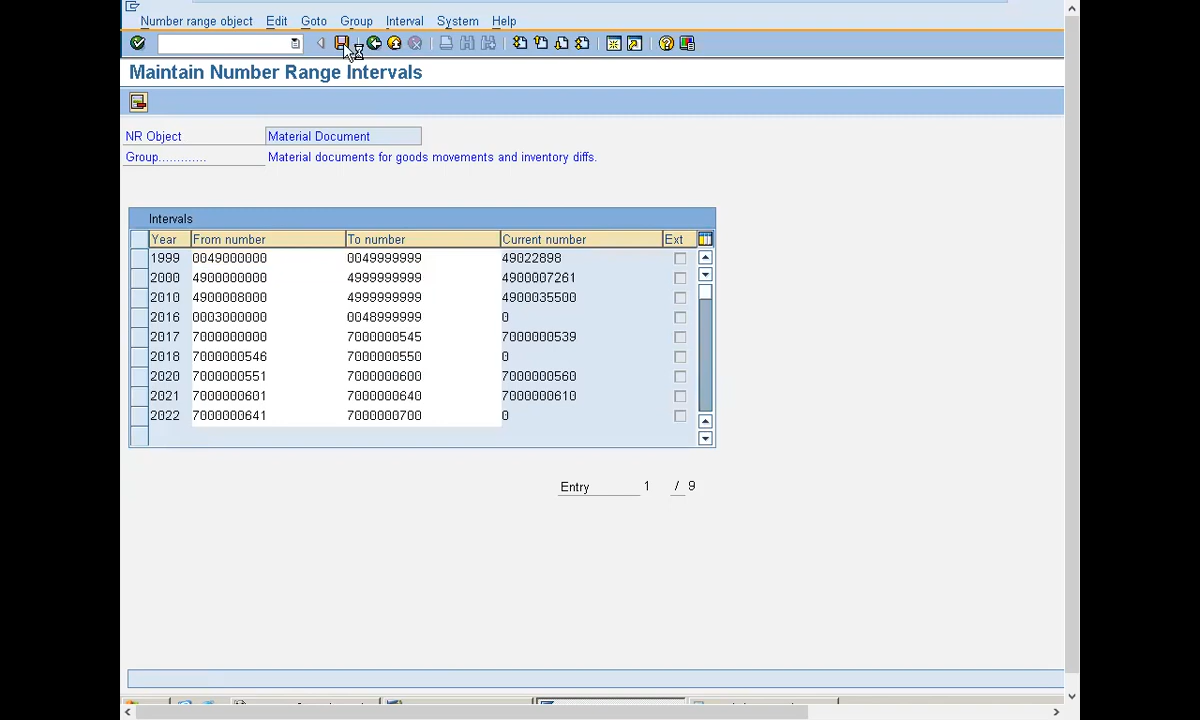 Number range object Edit Goto Group Interval System Help
Maintain Number Range Intervals
NR Object Material Document
Group............. Material documents for goods movements and inventory diffs.
Intervals
Year From number To number Current number Ext
1999 0049000000 0049999999 49022898
2000 4900000000 4999999999 4900007261
2010 4900008000 4999999999 4900035500
2016 0003000000 0048999999 0
2017 7000000000 7000000545 7000000539
2018 7000000546 7000000550 0
2020 7000000551 7000000600 7000000560
2021 7000000601 7000000640 7000000610
2022 7000000641 7000000700 0
Entry 1 / 9